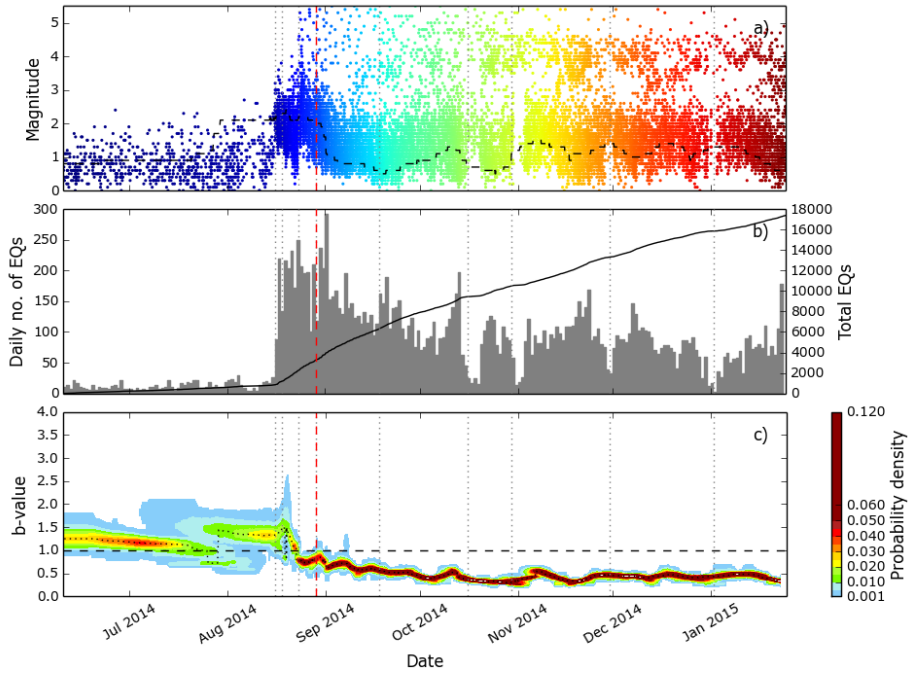 5
4
3
2
1
0
Magnitude
a)
300
250
200
150
100
50
0
Daily no. of EQs
b)
18000
16000
14000
12000
10000
8000
6000
4000
2000
0
Total EQs
4.0
3.5
3.0
2.5
2.0
1.5
1.0
0.5
0.0
b-value
c)
0.120
0.060
0.050
0.040
0.030
0.020
0.010
0.001
Probability density
Jul 2014
Aug 2014
Sep 2014
Oct 2014
Nov 2014
Dec 2014
Jan 2015
Date